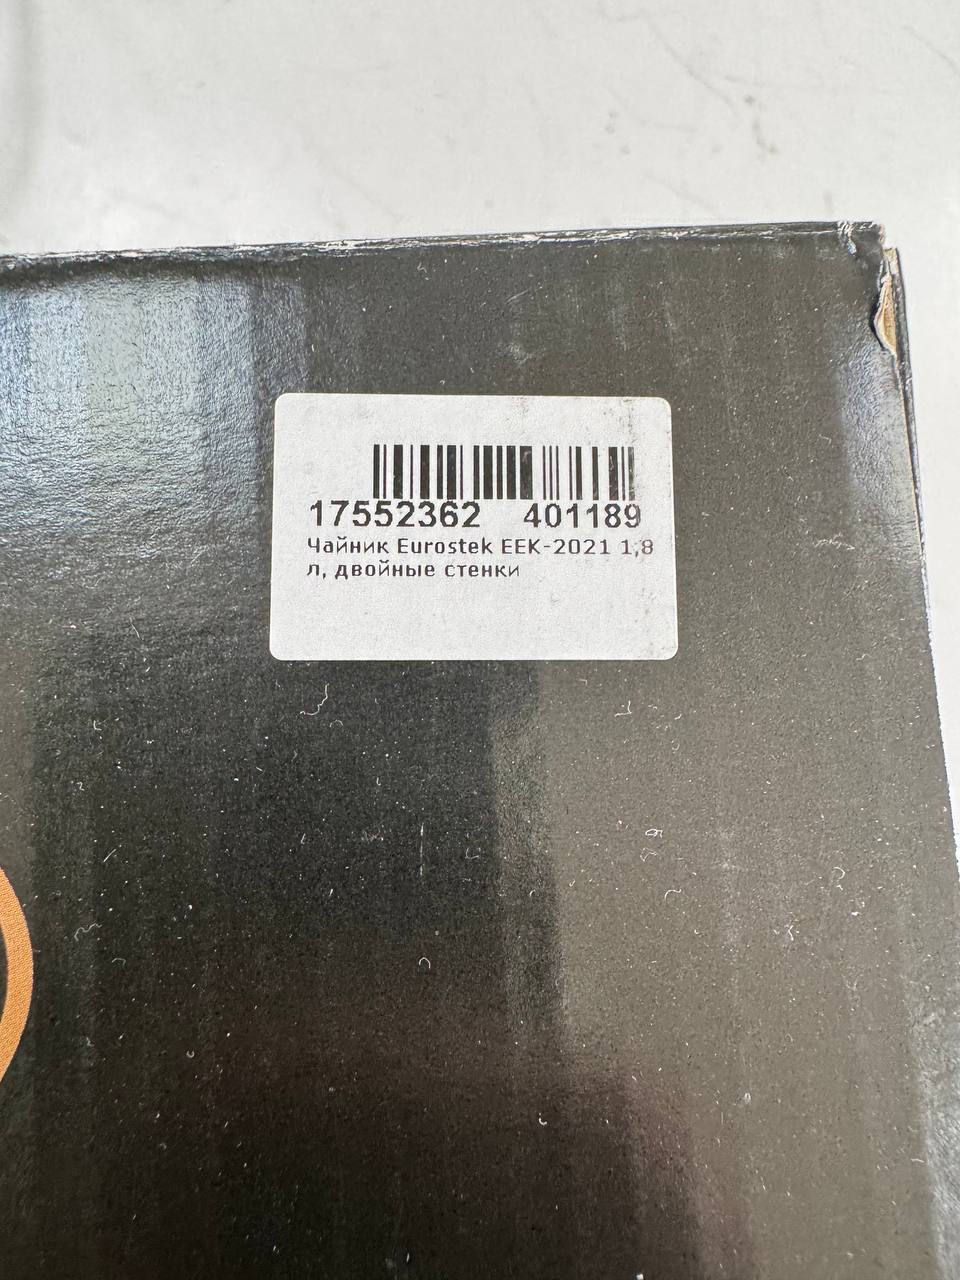 17552362 401189
Чайник Eurostek EEK-2021 1,8
л, двойные стенки